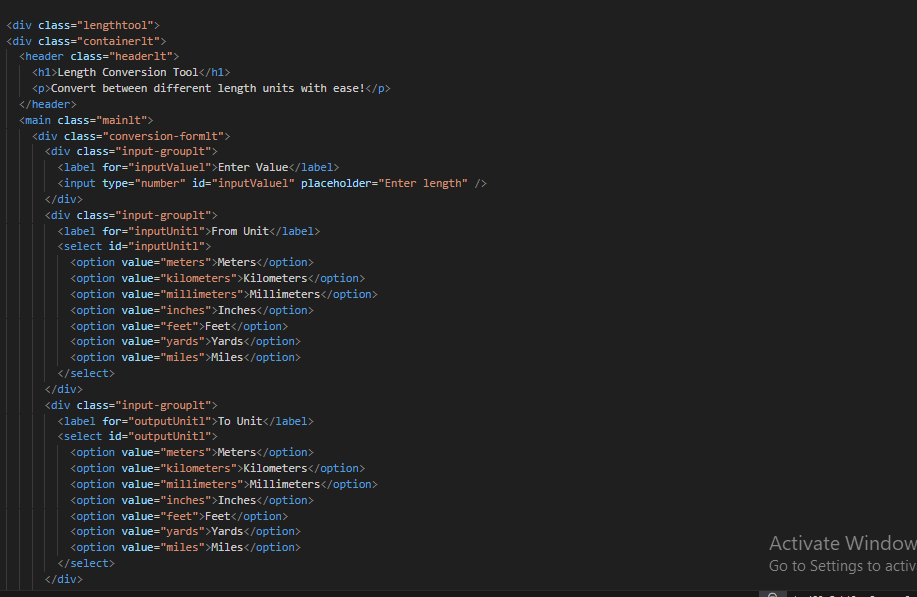 <div class="lengthtool">
<div class="containerlt">
<header class="headerlt">
<h1>Length Conversion Tool</h1>
<p>Convert between different length units with ease!</p>
</header>
<main class="mainlt">
<div class="conversion-formlt">
<div class="input-grouplt">
<label for="inputValuel">Enter Value</label>
<input type="number" id="inputValuel" placeholder="Enter length" />
</div>
<div class="input-grouplt">
<label for="inputUnitl">From Unit</label>
<select id="inputUnitl">
<option value="meters">Meters</option>
<option value="kilometers">Kilometers</option>
<option value="millimeters">Millimeters</option>
<option value="inches">Inches</option>
<option value="feet">Feet</option>
<option value="yards">Yards</option>
<option value="miles">Miles</option>
</select>
</div>
<div class="input-grouplt">
<label for="outputUnitl">To Unit</label>
<select id="outputUnitl">
<option value="meters">Meters</option>
<option value="kilometers">Kilometers</option>
<option value="millimeters">Millimeters</option>
<option value="inches">Inches</option>
<option value="feet">Feet</option>
<option value="yards">Yards</option>
<option value="miles">Miles</option>
</select>
</div>
Activate Window
Go to Settings to activ